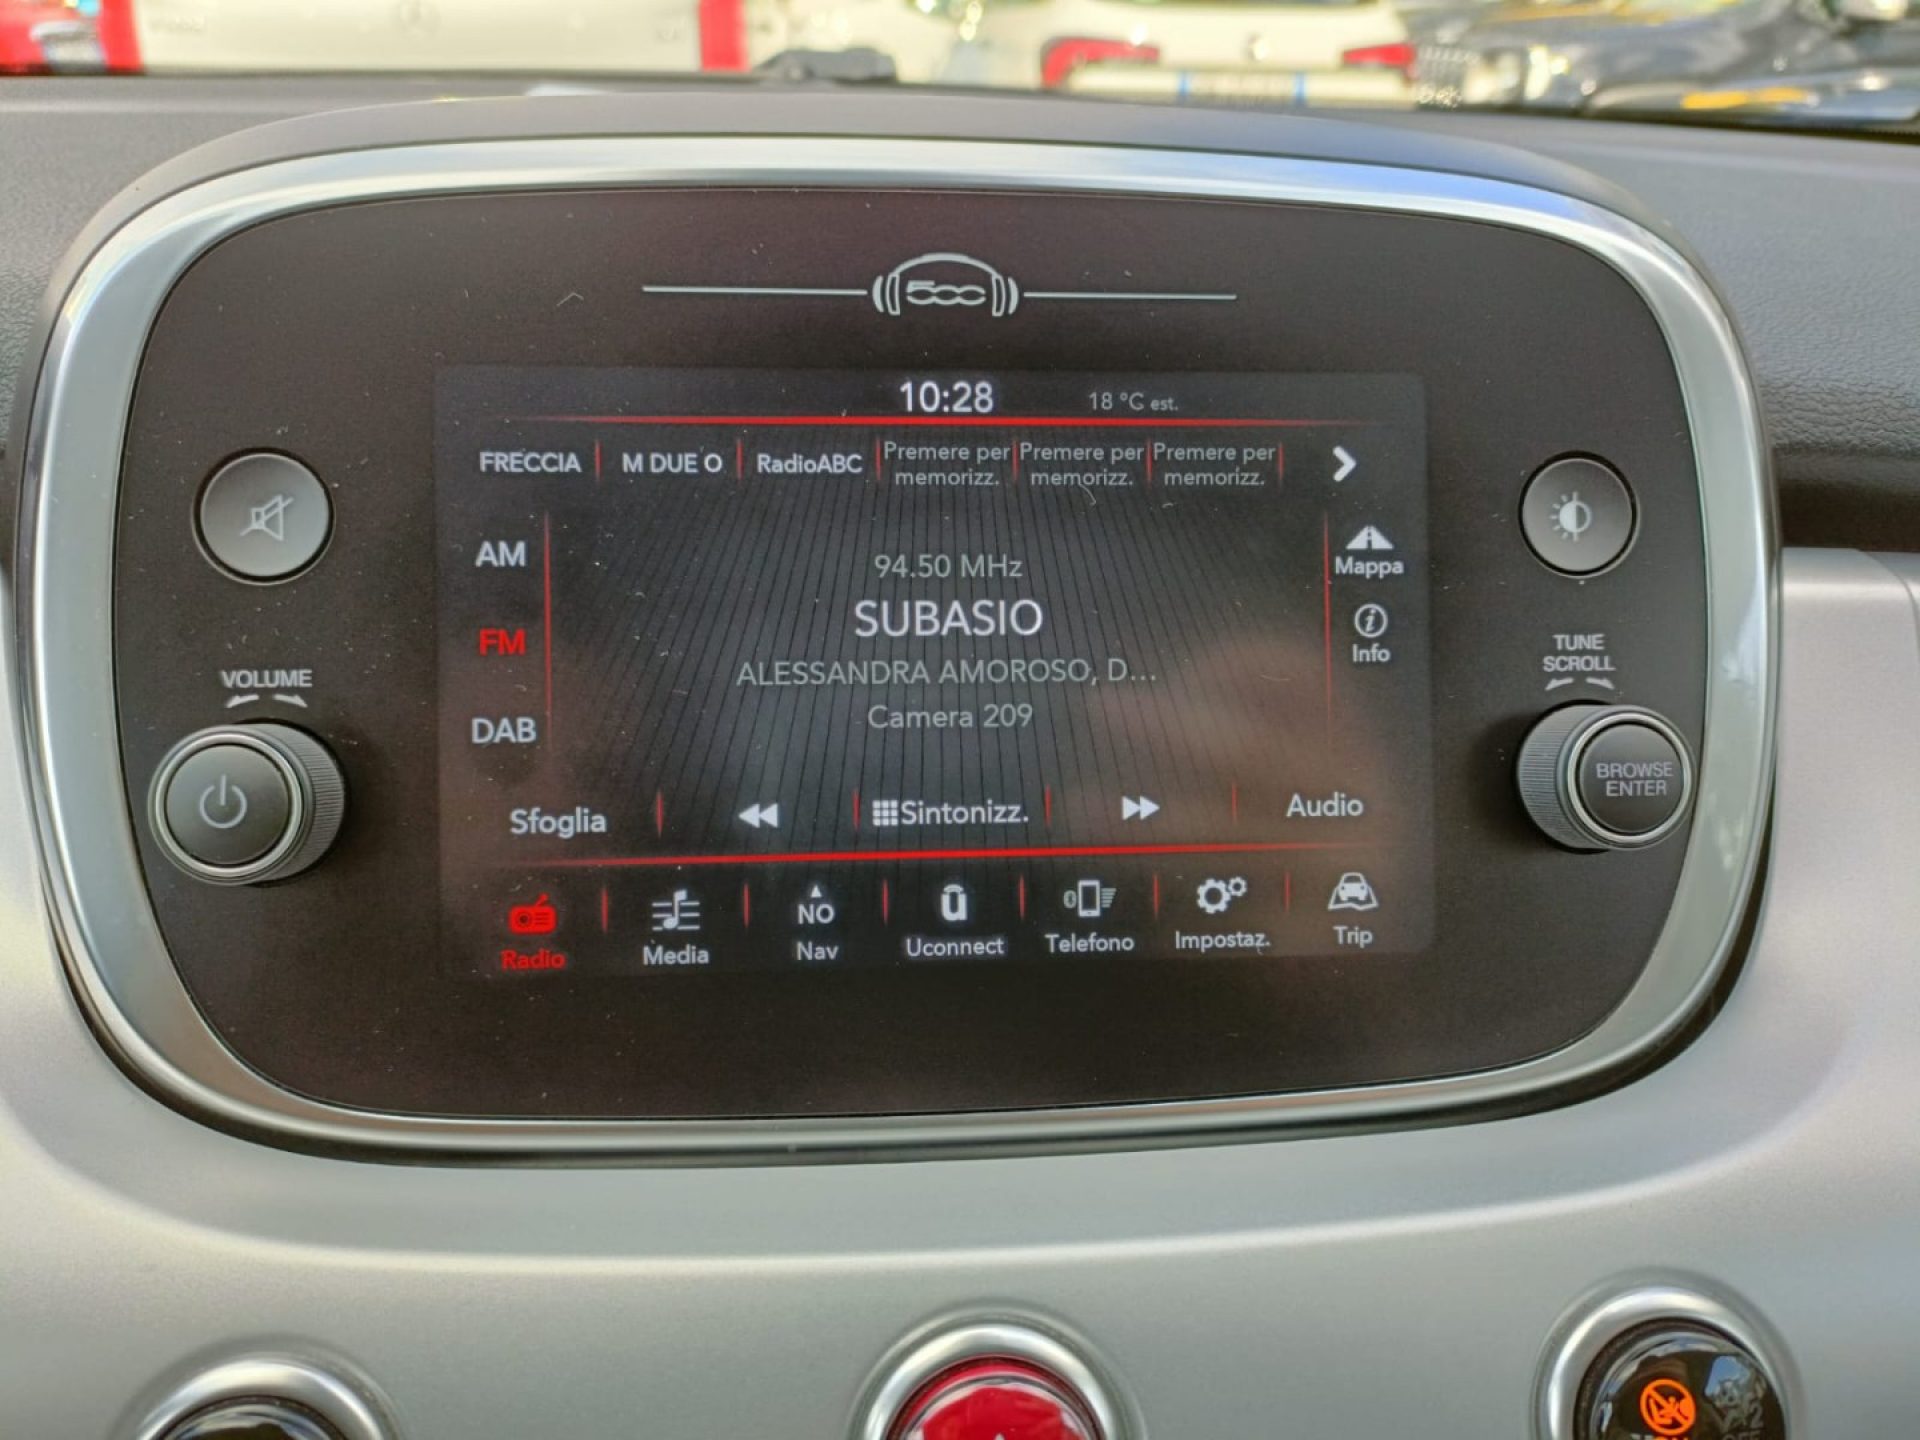 500
10:28 18 °C est.
FRECCIA M DUE O RadioABC Premere per memorizz. Premere per memorizz. Premere per memorizz.
AM
94.50 MHz
Mappa
SUBASIO
FM
Info
TUNE
SCROLL
VOLUME
ALESSANDRA AMOROSO, D...
Camera 209
DAB
BROWSE
ENTER
Sfoglia Sintonizz. Audio
NO
Radio Media Nav Uconnect Telefono Impostaz. Trip